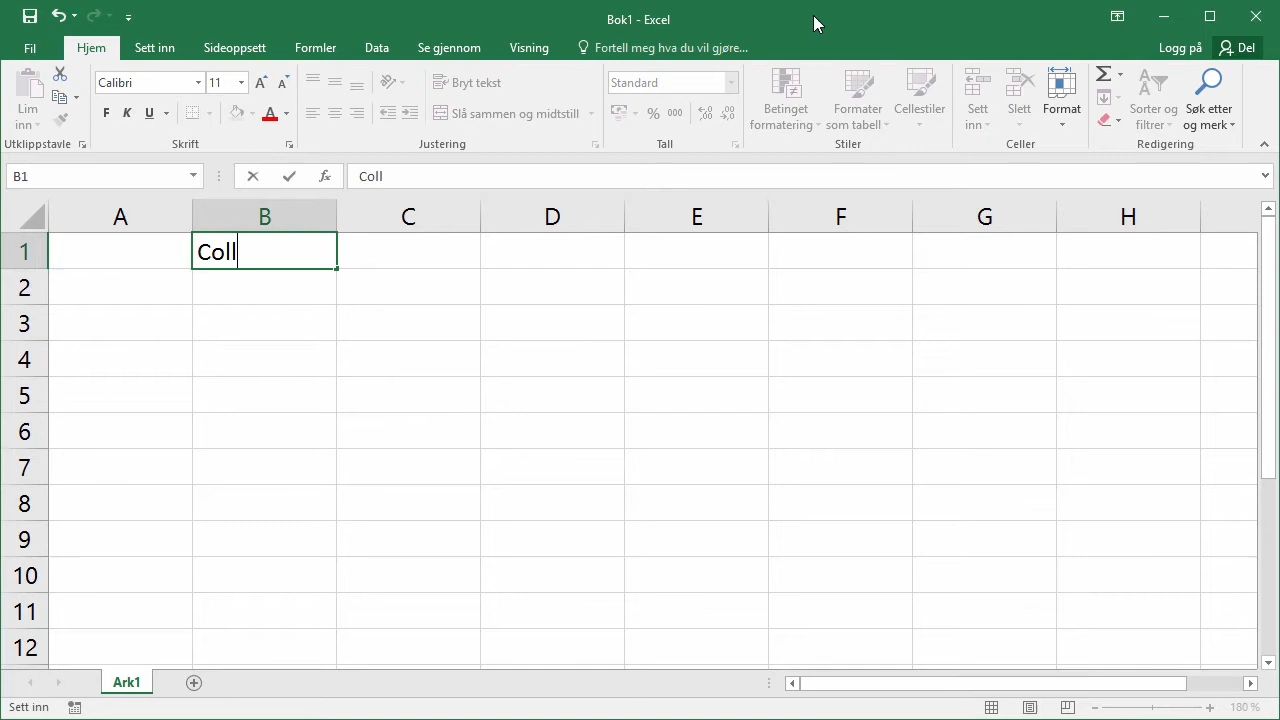 Bok1 - Excel
Fil Hjem Sett inn Sideoppsett Formler Data Se gjennom Visning Fortell meg hva du vil gjøre... Logg på Del
Lim inn
Utklippstavle
Calibri 11
F K U A
Skrift
Bryt tekst
Slå sammen og midtstill
Justering
Standard
% 000
Tall
Betinget formatering
Formater som tabell
Cellestiler
Stiler
Sett inn
Slett
Format
Celler
Sorter og filtrer
Søk etter og merk
Redigering
B1 fx Coll
A B C D E F G H
1 Coll
2
3
4
5
6
7
8
9
10
11
12
Ark1
Sett inn 180 %